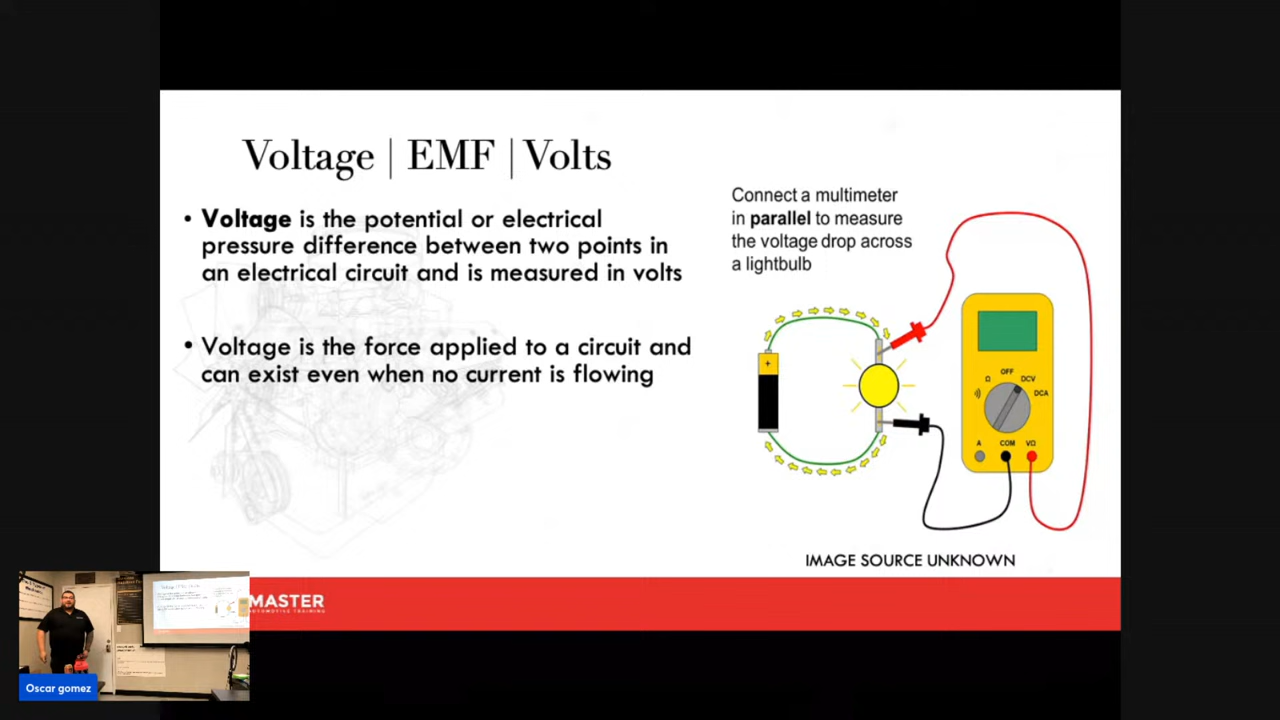 Voltage | EMF | Volts
• Voltage is the potential or electrical
pressure difference between two points in
an electrical circuit and is measured in volts
• Voltage is the force applied to a circuit and
can exist even when no current is flowing
Connect a multimeter
in parallel to measure
the voltage drop across
a lightbulb
+
OFF
Ω
DCV
DCA
A
COM
VΩ
IMAGE SOURCE UNKNOWN
MASTER
AUTOMOTIVE TRAINING
Oscar gomez